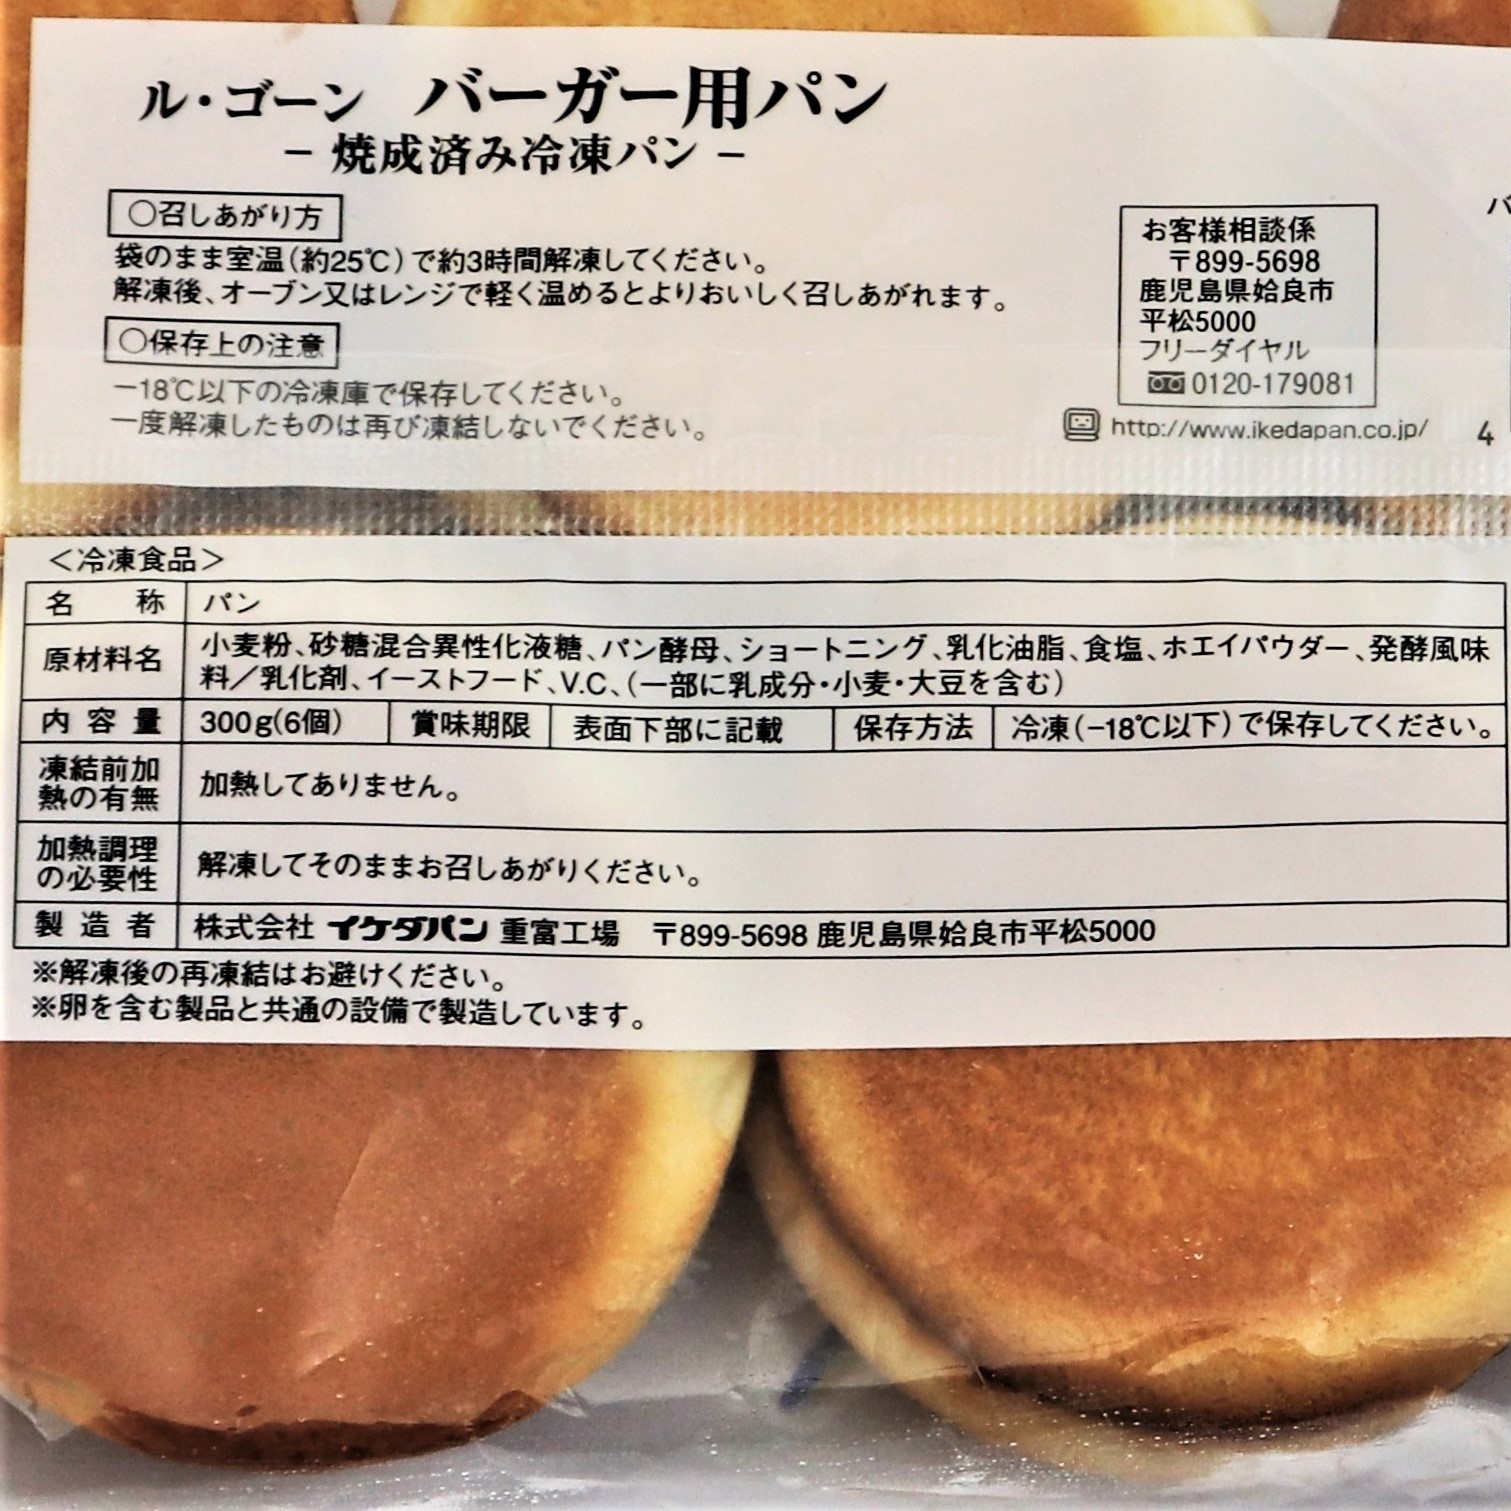 ル・ゴーン バーガー用パン
－焼成済み冷凍パン－
○召しあがり方
袋のまま室温(約25℃)で約3時間解凍してください。
解凍後、オーブン又はレンジで軽く温めるとよりおいしく召しあがれます。
○保存上の注意
－18℃以下の冷凍庫で保存してください。
一度解凍したものは再び凍結しないでください。
お客様相談係
〒899-5698
鹿児島県姶良市
平松5000
フリーダイヤル
0120-179081
http://www.ikedapan.co.jp/
バ
4
＜冷凍食品＞
名 称 パン
原材料名 小麦粉、砂糖混合異性化液糖、パン酵母、ショートニング、乳化油脂、食塩、ホエイパウダー、発酵風味
料／乳化剤、イーストフード、V.C、(一部に乳成分・小麦・大豆を含む)
内容量 300g(6個) 賞味期限 表面下部に記載 保存方法 冷凍(−18℃以下)で保存してください。
凍結前加
熱の有無 加熱してありません。
加熱調理
の必要性 解凍してそのままお召しあがりください。
製造者 株式会社 イケダパン 重富工場 〒899-5698 鹿児島県姶良市平松5000
※解凍後の再凍結はお避けください。
※卵を含む製品と共通の設備で製造しています。